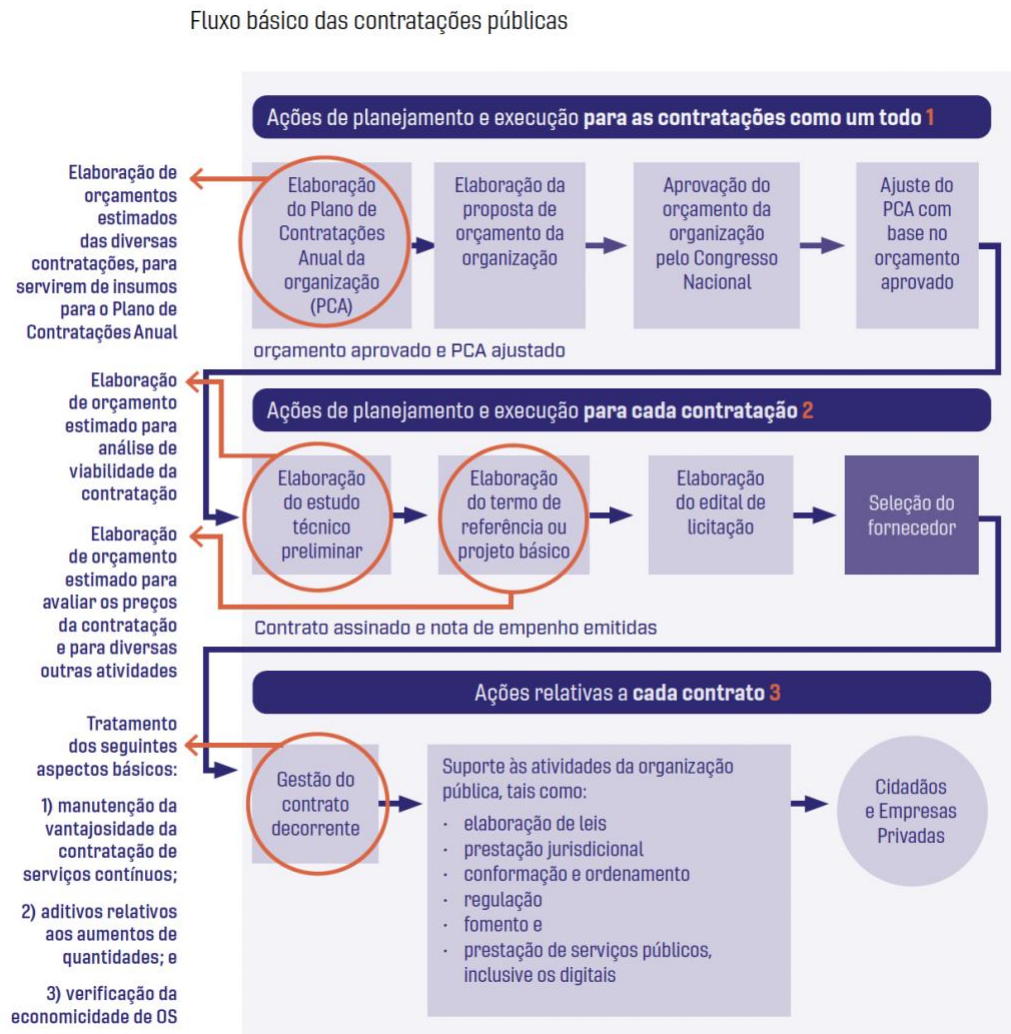 Fluxo básico das contratações públicas
Ações de planejamento e execução para as contratações como um todo 1
Elaboração de
orçamentos
estimados
das diversas
contratações, para
servirem de insumos
para o Plano de
Contratações Anual
Elaboração
do Plano de
Contratações
Anual da
organização
(PCA)
Elaboração da
proposta de
orçamento da
organização
Aprovação do
orçamento da
organização
pelo Congresso
Nacional
Ajuste do
PCA com
base no
orçamento
aprovado
orçamento aprovado e PCA ajustado
Ações de planejamento e execução para cada contratação 2
Elaboração
de orçamento
estimado para
análise de
viabilidade da
contratação
Elaboração
de orçamento
estimado para
avaliar os preços
da contratação
e para diversas
outras atividades
Elaboração
do estudo
técnico
preliminar
Elaboração
do termo de
referência ou
projeto básico
Elaboração
do edital de
licitação
Seleção do
fornecedor
Contrato assinado e nota de empenho emitidas
Ações relativas a cada contrato 3
Tratamento
dos seguintes
aspectos básicos:
1) manutenção da
vantajosidade da
contratação de
serviços contínuos;
2) aditivos relativos
aos aumentos de
quantidades; e
3) verificação da
economicidade de OS
Gestão do
contrato
decorrente
Suporte às atividades da organização
pública, tais como:
· elaboração de leis
· prestação jurisdicional
· conformação e ordenamento
· regulação
· fomento e
· prestação de serviços públicos,
inclusive os digitais
Cidadãos
e Empresas
Privadas